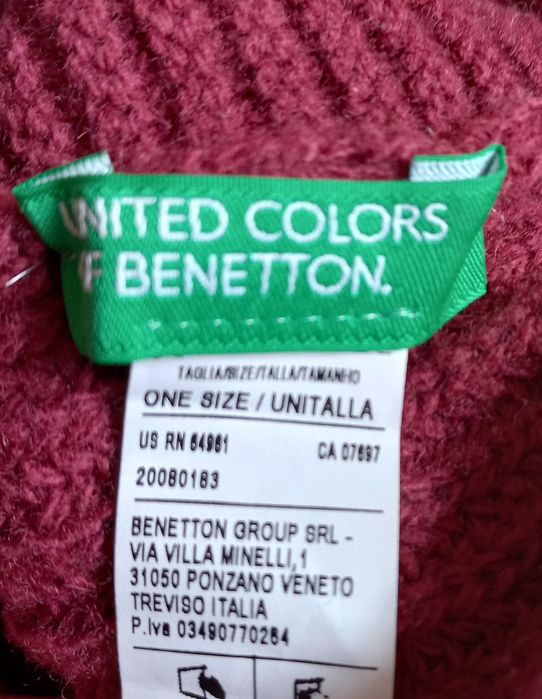 UNITED COLORS
OF BENETTON.
TAGLIA/SIZE/TALLA/TAMANHO
ONE SIZE / UNITALLA
US RN 64961 CA 07697
20080183
BENETTON GROUP SRL -
VIA VILLA MINELLI,1
31050 PONZANO VENETO
TREVISO ITALIA
P.Iva 03490770264